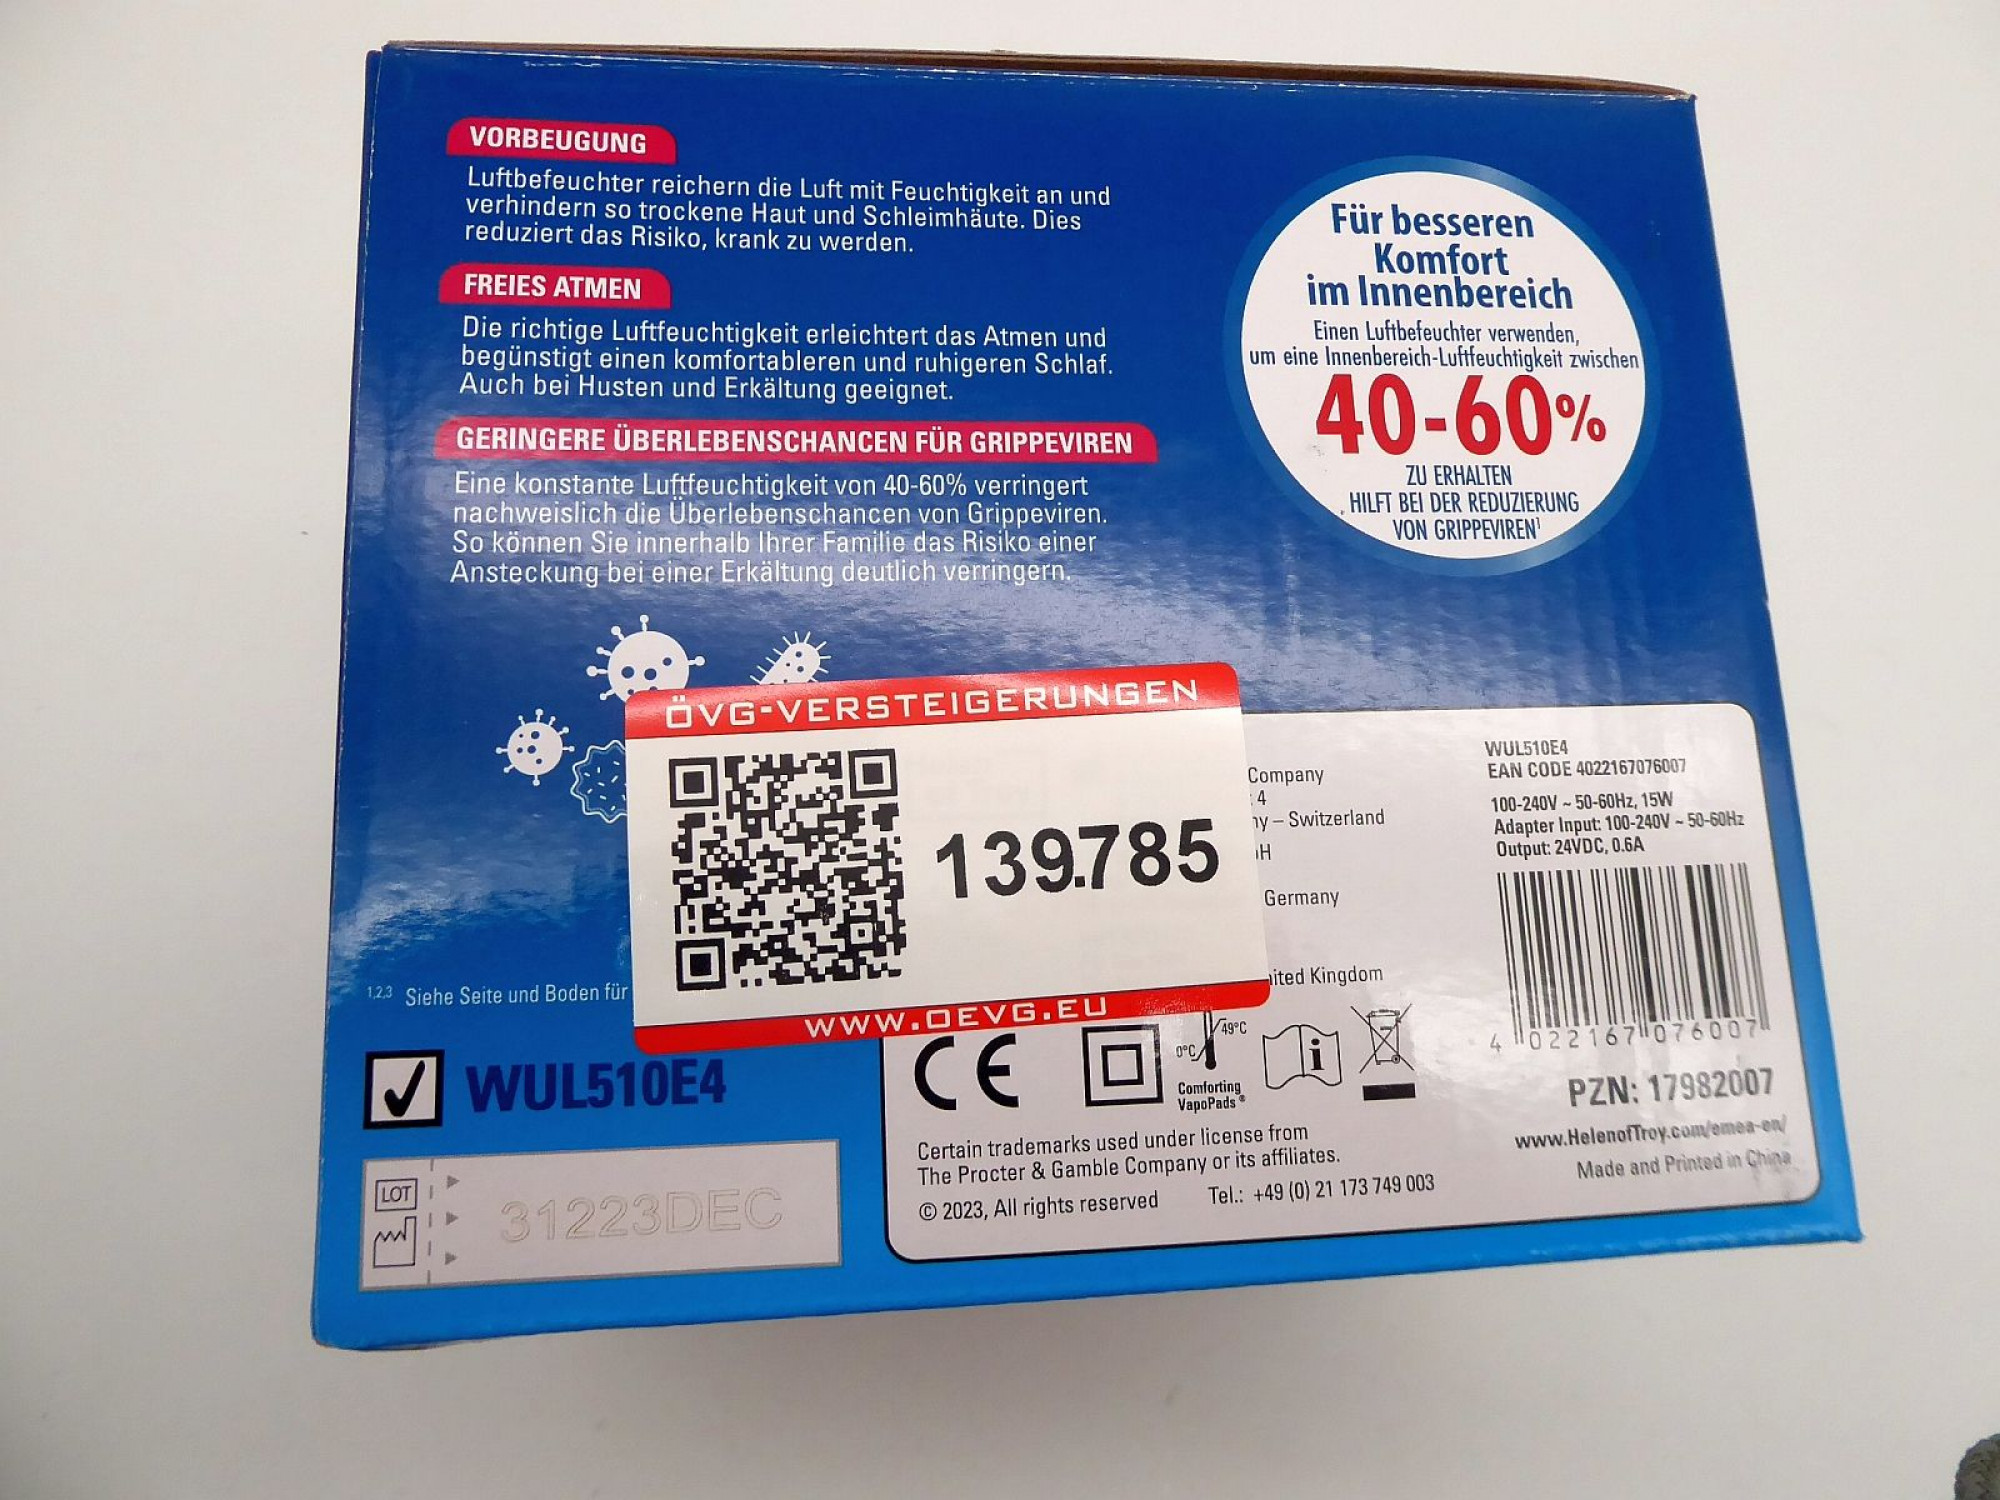 VORBEUGUNG
Luftbefeuchter reichern die Luft mit Feuchtigkeit an und
verhindern so trockene Haut und Schleimhäute. Dies
reduziert das Risiko, krank zu werden.
FREIES ATMEN
Die richtige Luftfeuchtigkeit erleichtert das Atmen und
begünstigt einen komfortableren und ruhigeren Schlaf.
Auch bei Husten und Erkältung geeignet.
GERINGERE ÜBERLEBENSCHANCEN FÜR GRIPPEVIREN
Eine konstante Luftfeuchtigkeit von 40-60% verringert
nachweislich die Überlebenschancen von Grippeviren.
So können Sie innerhalb Ihrer Familie das Risiko einer
Ansteckung bei einer Erkältung deutlich verringern.
Für besseren
Komfort
im Innenbereich
Einen Luftbefeuchter verwenden,
um eine Innenbereich-Luftfeuchtigkeit zwischen
40-60%
ZU ERHALTEN
HILFT BEI DER REDUZIERUNG
VON GRIPPEVIREN¹
ÖVG-VERSTEIGERUNGEN
139.785
WWW.OEVG.EU
Company
4
– Switzerland
Germany
Kingdom
WUL510E4
EAN CODE 4022167076007
100-240V ~ 50-60Hz, 15W
Adapter Input: 100-240V ~ 50-60Hz
Output: 24VDC, 0.6A
4 022167 076007
PZN: 17982007
www.HelenofTroy.com/emea-en/
Made and Printed in China
1,2,3 Siehe Seite und Boden für
WUL510E4
LOT
31223DEC
CE
0°C
49°C
Comforting
VapoPads®
i
Certain trademarks used under license from
The Procter & Gamble Company or its affiliates.
© 2023, All rights reserved
Tel.: +49 (0) 21 173 749 003